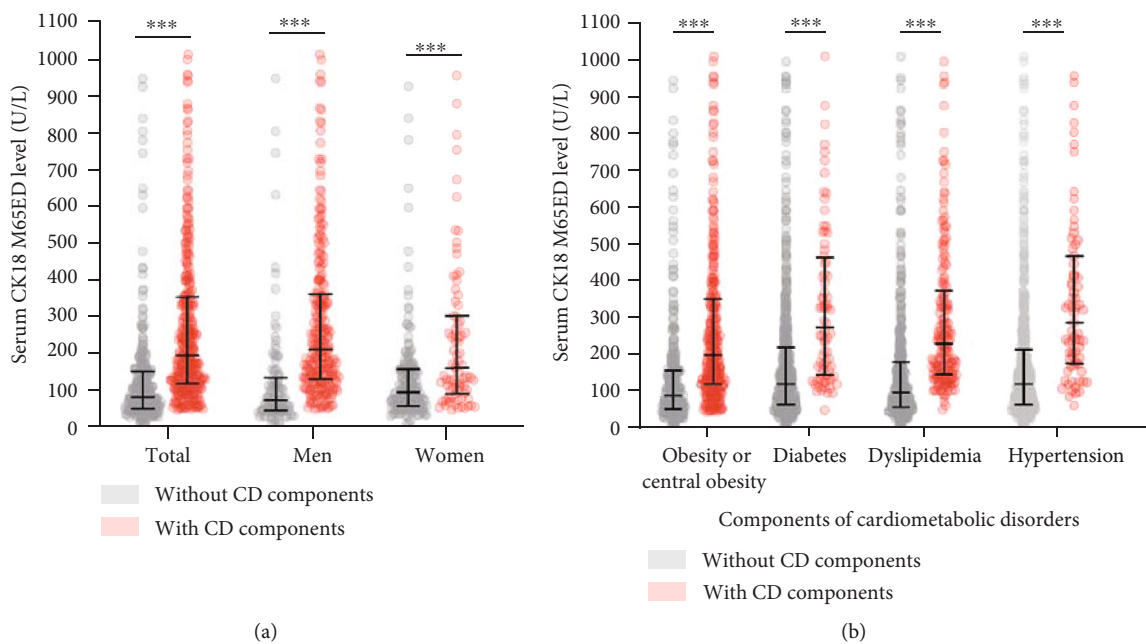 1100
1000
900
800
700
600
500
400
300
200
100
0
Serum CK18 M65ED level (U/L)
***
***
***
Total
Men
Women
Without CD components
With CD components
(a)
1100
1000
900
800
700
600
500
400
300
200
100
0
Serum CK18 M65ED level (U/L)
***
***
***
***
Obesity or
central obesity
Diabetes
Dyslipidemia
Hypertension
Components of cardiometabolic disorders
Without CD components
With CD components
(b)